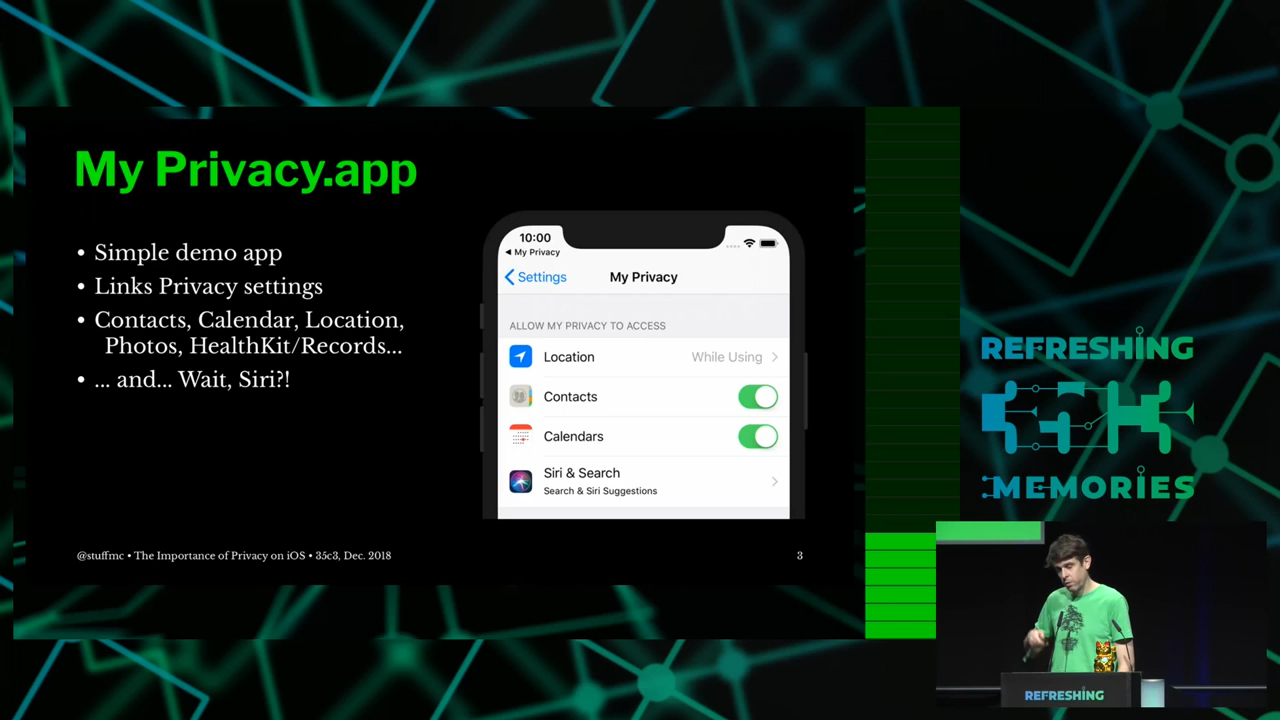 My Privacy.app
• Simple demo app
• Links Privacy settings
• Contacts, Calendar, Location,
Photos, HealthKit/Records...
• ... and... Wait, Siri?!
10:00
◀ My Privacy
Settings
My Privacy
ALLOW MY PRIVACY TO ACCESS
Location
While Using
Contacts
Calendars
Siri & Search
Search & Siri Suggestions
@stuffmc • The Importance of Privacy on iOS • 35c3, Dec. 2018
3
REFRESHING
35C3
MEMORIES
REFRESHING